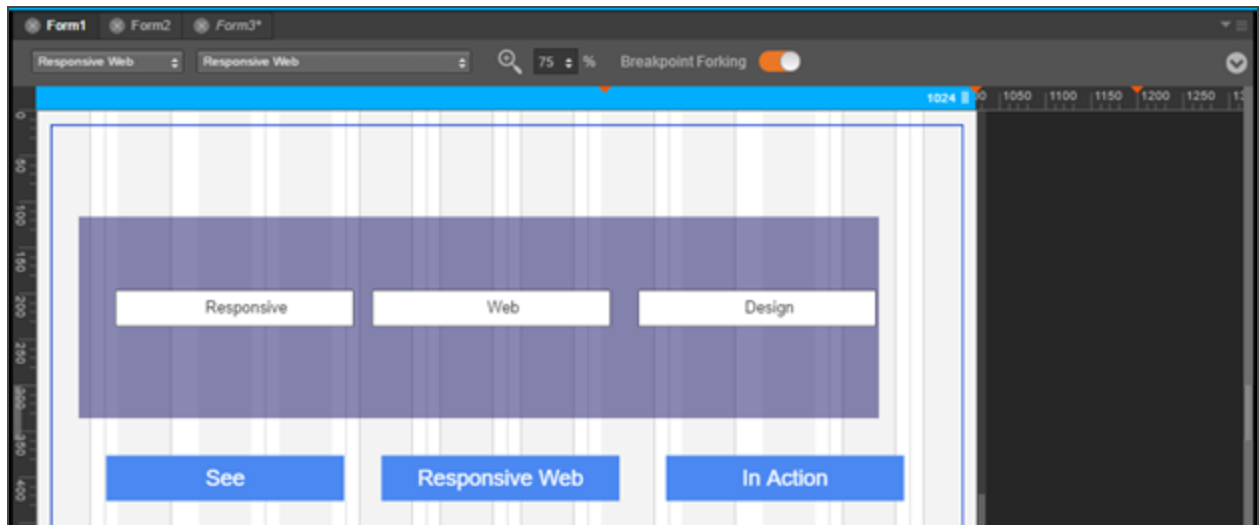 Form1 Form2 Form3*
Responsive Web Responsive Web 75 % Breakpoint Forking
1024 1050 1100 1150 1200 1250
0
50
100
150
200
Responsive Web Design
250
300
350
See Responsive Web In Action
400